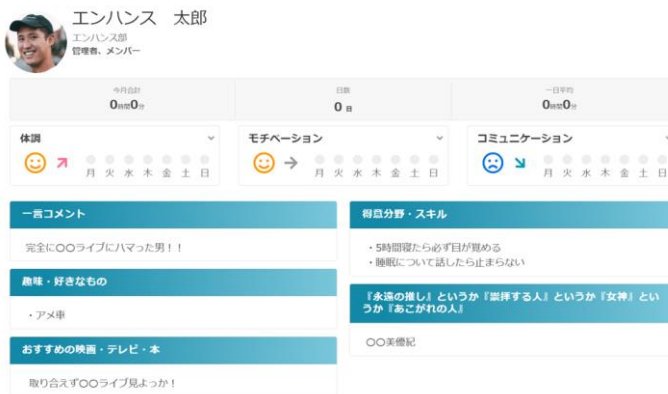 エンハンス 太郎
エンハンス部
管理者、メンバー
今月合計
0時間0分
日数
0 日
一日平均
0時間0分
体調
月 火 水 木 金 土 日
モチベーション
月 火 水 木 金 土 日
コミュニケーション
月 火 水 木 金 土 日
一言コメント
完全に〇〇ライブにハマった男！！
趣味・好きなもの
・アメ車
おすすめの映画・テレビ・本
取り合えず〇〇ライブ見よっか！
得意分野・スキル
・5時間寝たら必ず目が覚める
・睡眠について話したら止まらない
『永遠の推し』というか『崇拝する人』というか『女神』とい
うか『あこがれの人』
〇〇美優紀